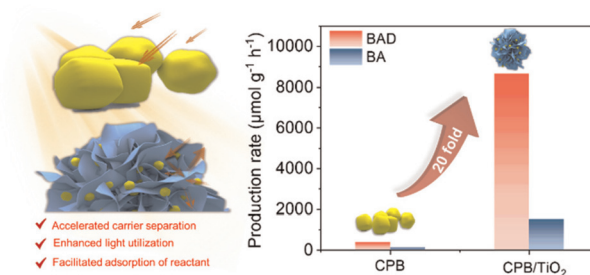 ✓ Accelerated carrier separation
✓ Enhanced light utilization
✓ Facilitated adsorption of reactant
Production rate (μmol g⁻¹ h⁻¹)
10000
8000
6000
4000
2000
0
BAD
BA
20 fold
CPB
CPB/TiO₂